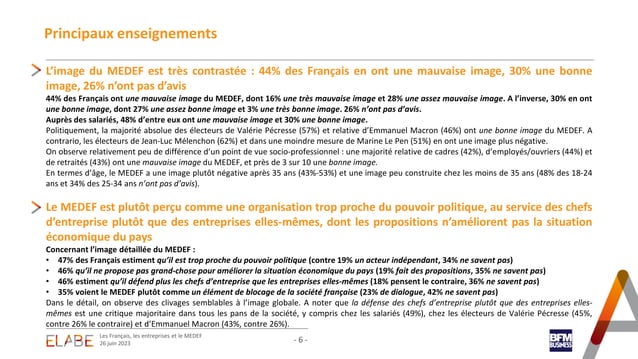 Principaux enseignements
L'image du MEDEF est très contrastée : 44% des Français en ont une mauvaise image, 30% une bonne
image, 26% n'ont pas d'avis
44% des Français ont une mauvaise image du MEDEF, dont 16% une très mauvaise image et 28% une assez mauvaise image. A l'inverse, 30% en ont
une bonne image, dont 27% une assez bonne image et 3% une très bonne image. 26% n'ont pas d'avis.
Auprès des salariés, 48% d'entre eux ont une mauvaise image et 30% une bonne image.
Politiquement, la majorité absolue des électeurs de Valérie Pécresse (57%) et relative d'Emmanuel Macron (46%) ont une bonne image du MEDEF. A
contrario, les électeurs de Jean-Luc Mélenchon (62%) et dans une moindre mesure de Marine Le Pen (51%) en ont une image plus négative.
On observe relativement peu de différence d'un point de vue socio-professionnel : une majorité relative de cadres (42%), d'employés/ouvriers (44%) et
de retraités (43%) ont une mauvaise image du MEDEF, et près de 3 sur 10 une bonne image.
En termes d'âge, le MEDEF a une image plutôt négative après 35 ans (43%-53%) et une image peu construite chez les moins de 35 ans (48% des 18-24
ans et 34% des 25-34 ans n'ont pas d'avis).
Le MEDEF est plutôt perçu comme une organisation trop proche du pouvoir politique, au service des chefs
d'entreprise plutôt que des entreprises elles-mêmes, dont les propositions n'améliorent pas la situation
économique du pays
Concernant l'image détaillée du MEDEF :
• 47% des Français estiment qu'il est trop proche du pouvoir politique (contre 19% un acteur indépendant, 34% ne savent pas)
• 46% qu'il ne propose pas grand-chose pour améliorer la situation économique du pays (19% fait des propositions, 35% ne savent pas)
• 46% estiment qu'il défend plus les chefs d'entreprise que les entreprises elles-mêmes (18% pensent le contraire, 36% ne savent pas)
• 35% voient le MEDEF plutôt comme un élément de blocage de la société française (23% de dialogue, 42% ne savent pas)
Dans le détail, on observe des clivages semblables à l'image globale. A noter que la défense des chefs d'entreprise plutôt que des entreprises elles-
mêmes est une critique majoritaire dans tous les pans de la société, y compris chez les salariés (49%), chez les électeurs de Valérie Pécresse (45%,
contre 26% le contraire) et d'Emmanuel Macron (43%, contre 26%).
ELABE
Les Français, les entreprises et le MEDEF
26 juin 2023
- 6 -
BFM
BUSINESS